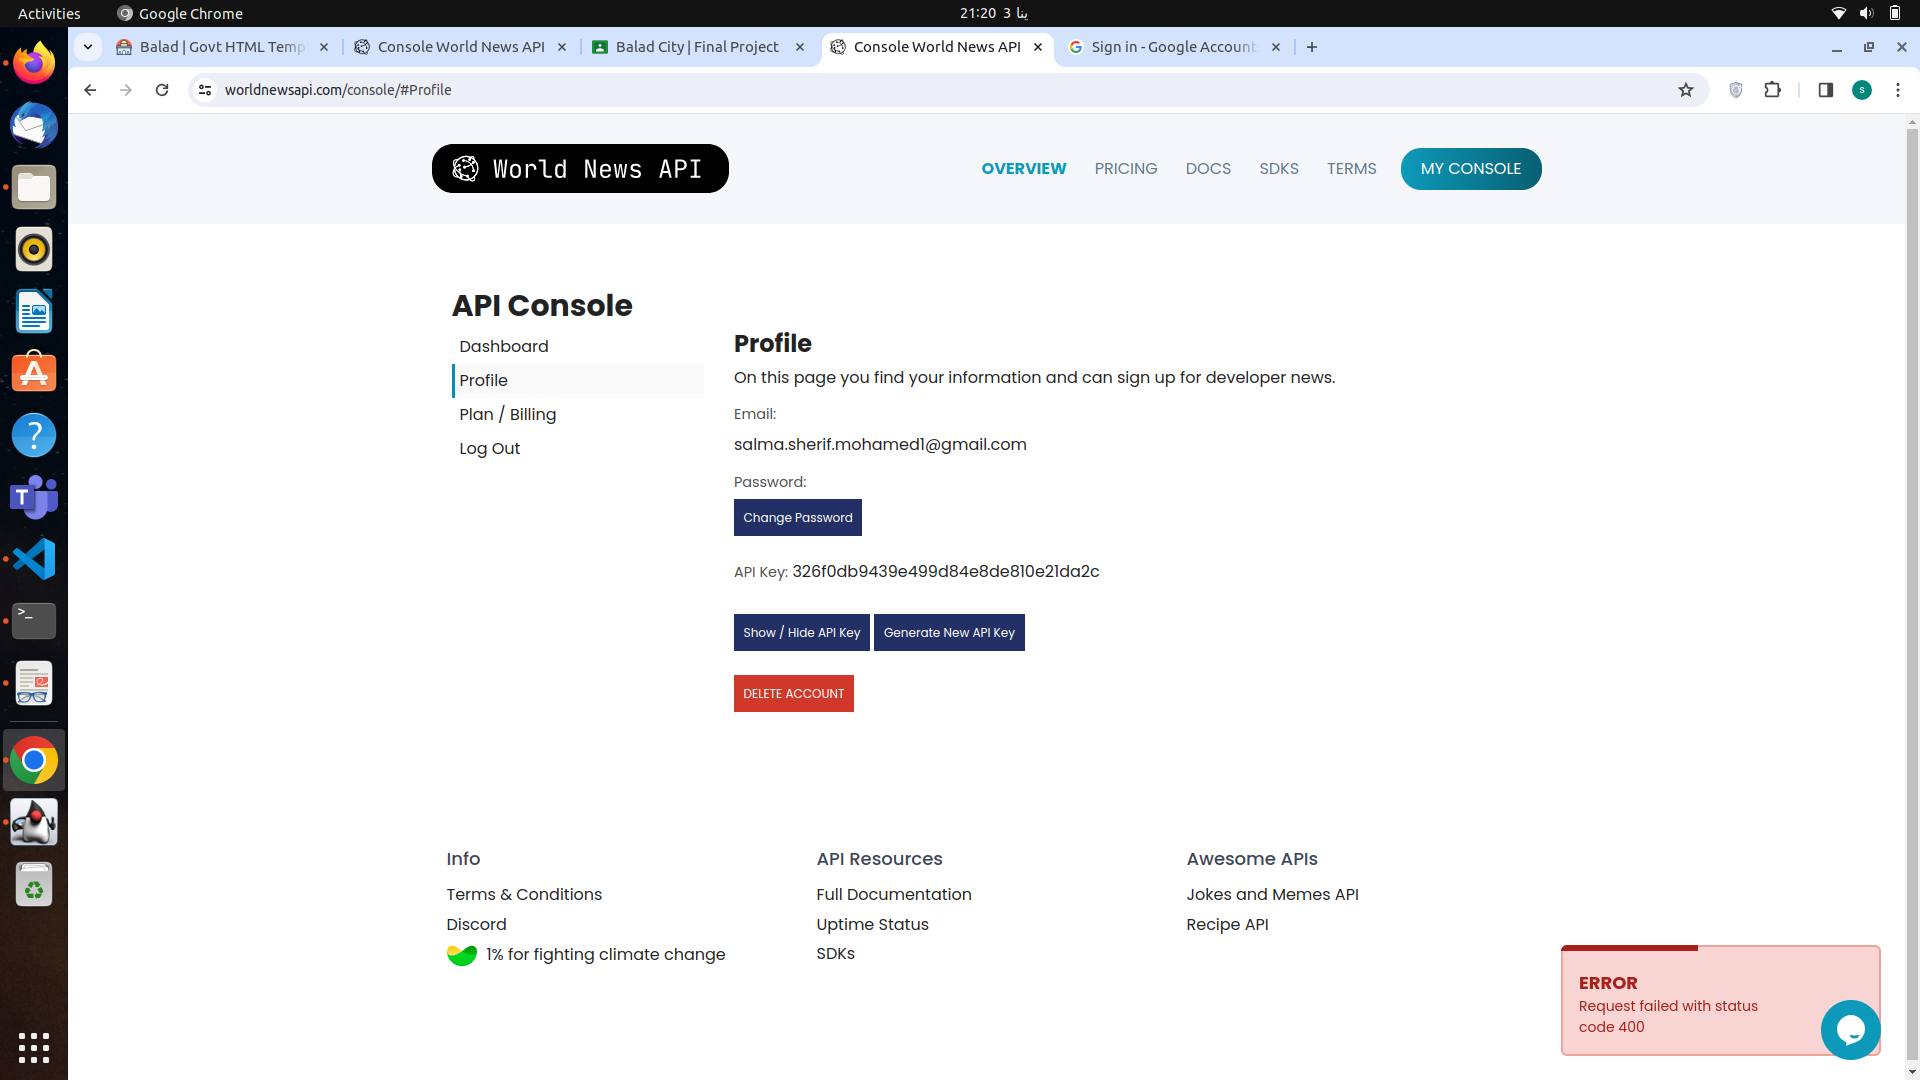 Activities
Google Chrome
21:20 3 ينا
Balad | Govt HTML Temp
Console World News API
Balad City | Final Project
Console World News API
Sign in - Google Account
worldnewsapi.com/console/#Profile
World News API
OVERVIEW
PRICING
DOCS
SDKS
TERMS
MY CONSOLE
API Console
Dashboard
Profile
Plan / Billing
Log Out
Profile
On this page you find your information and can sign up for developer news.
Email:
salma.sherif.mohamed1@gmail.com
Password:
Change Password
API Key: 326f0db9439e499d84e8de810e21da2c
Show / Hide API Key
Generate New API Key
DELETE ACCOUNT
Info
Terms & Conditions
Discord
1% for fighting climate change
API Resources
Full Documentation
Uptime Status
SDKs
Awesome APIs
Jokes and Memes API
Recipe API
ERROR
Request failed with status
code 400